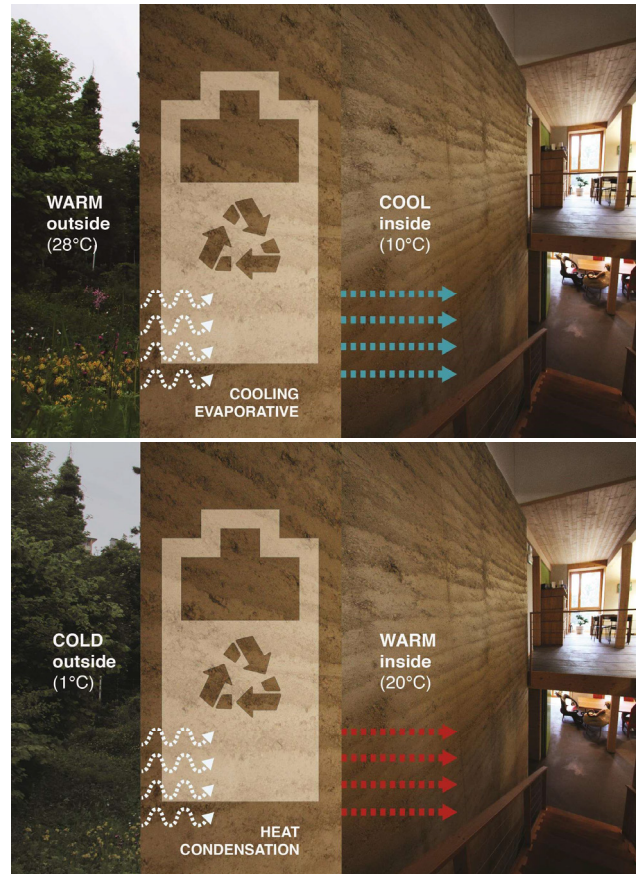 WARM
outside
(28°C)
COOL
inside
(10°C)
COOLING
EVAPORATIVE
COLD
outside
(1°C)
WARM
inside
(20°C)
HEAT
CONDENSATION